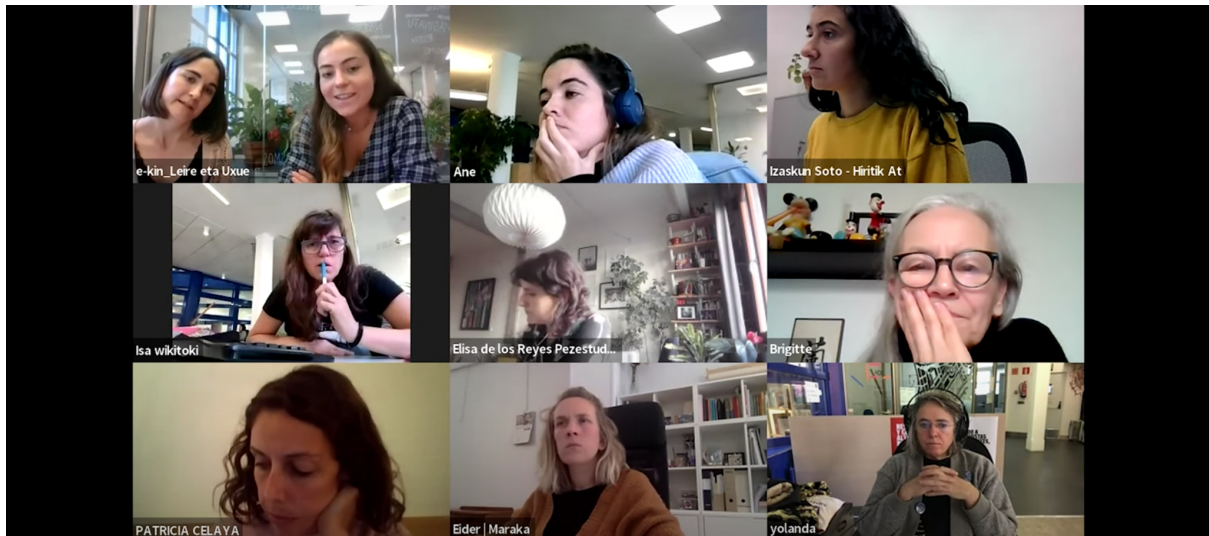 e-kin_Leire eta Uxue
Ane
Izaskun Soto - Hiritik At
Isa wikitoki
Elisa de los Reyes Pezestud...
Brigitte
PATRICIA CELAYA
Eider | Maraka
yolanda